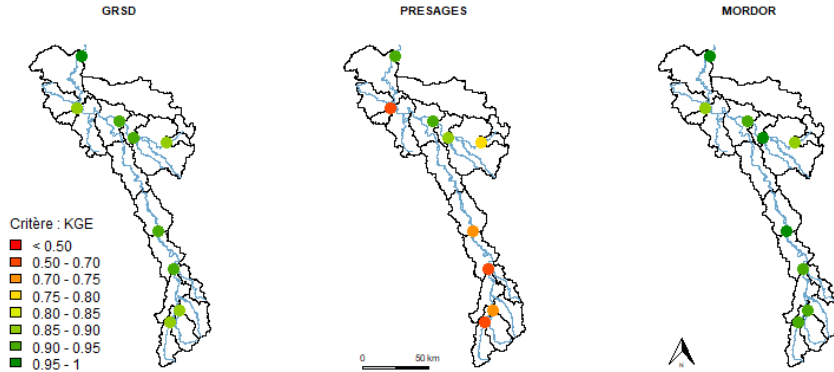 GRSD
PRESAGES
MORDOR
Critère : KGE
< 0.50
0.50 - 0.70
0.70 - 0.75
0.75 - 0.80
0.80 - 0.85
0.85 - 0.90
0.90 - 0.95
0.95 - 1
0 50 km
N